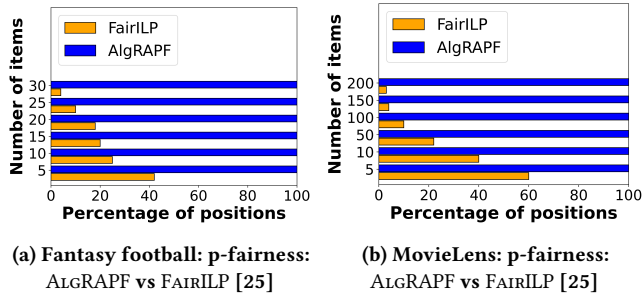 FairILP
AlgRAPF
Number of items
30
25
20
15
10
5
0 20 40 60 80 100
Percentage of positions
(a) Fantasy football: p-fairness:
AlgRAPF vs FairILP [25]
FairILP
AlgRAPF
Number of items
200
150
100
50
10
5
0 20 40 60 80 100
Percentage of positions
(b) MovieLens: p-fairness:
AlgRAPF vs FairILP [25]